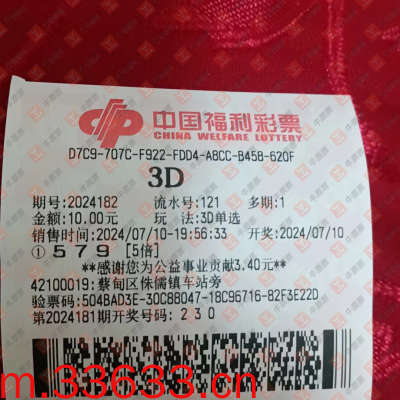 中国福利彩票
CHINA WELFARE LOTTERY
D7C9-707C-F922-FDD4-A8CC-B458-620F
3D
期号:2024182 流水号:121 多期:1
金额:10.00元 玩 法:3D单选
销售时间:2024/07/10-19:56:33 开奖:2024/07/10
① 5 7 9 [5倍]
**感谢您为公益事业贡献3.40元**
42100019:蔡甸区侏儒镇车站旁
验票码:504BAD3E-30C88047-18C96716-82F3E22D
第2024181期开奖号码: 2 3 0
m.33633.cn